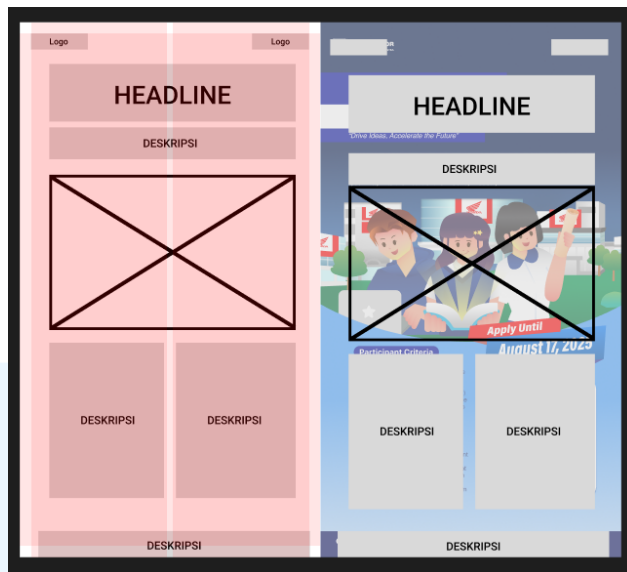 Logo
Logo
HEADLINE
DESKRIPSI
DESKRIPSI
DESKRIPSI
DESKRIPSI
HEADLINE
"Drive Ideas, Accelerate the Future"
DESKRIPSI
Apply Until
August 17, 2025
Participant Criteria
DESKRIPSI
DESKRIPSI
DESKRIPSI